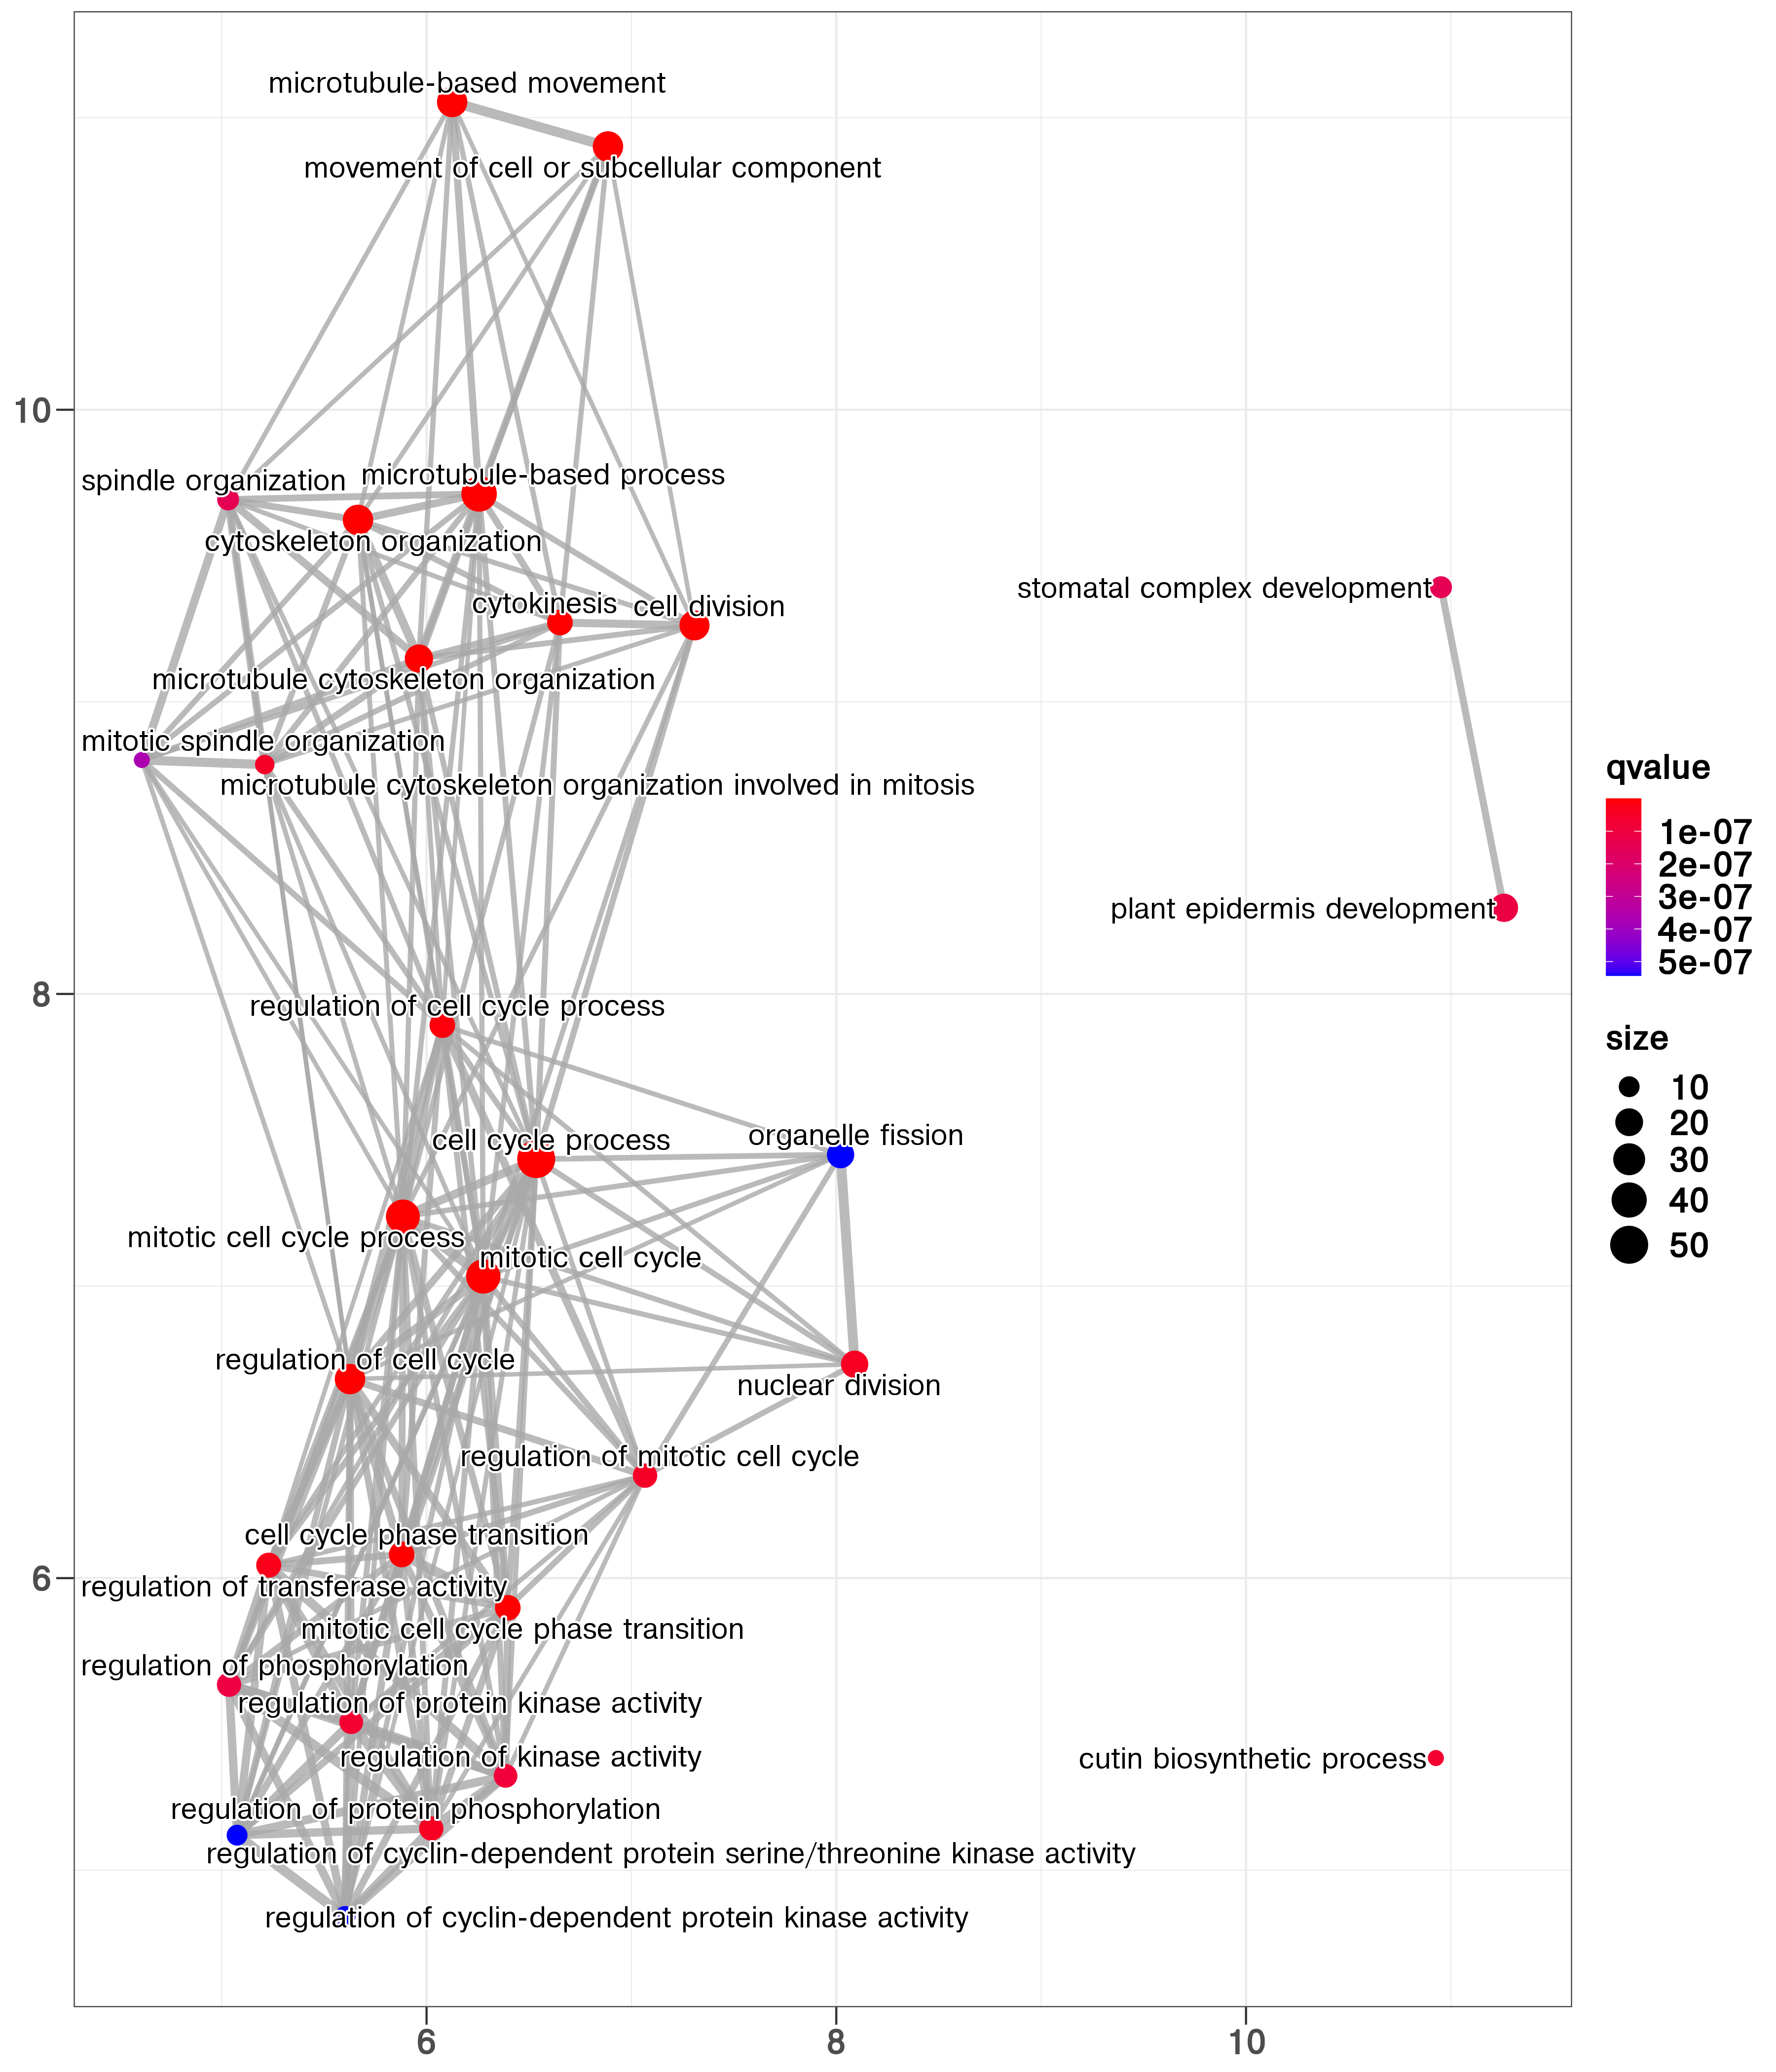 microtubule-based movement
movement of cell or subcellular component
10
spindle organization
microtubule-based process
cytoskeleton organization
stomatal complex development
cytokinesis
cell division
microtubule cytoskeleton organization
mitotic spindle organization
microtubule cytoskeleton organization involved in mitosis
plant epidermis development
8
regulation of cell cycle process
cell cycle process
organelle fission
mitotic cell cycle process
mitotic cell cycle
regulation of cell cycle
nuclear division
regulation of mitotic cell cycle
cell cycle phase transition
6
regulation of transferase activity
mitotic cell cycle phase transition
regulation of phosphorylation
regulation of protein kinase activity
regulation of kinase activity
cutin biosynthetic process
regulation of protein phosphorylation
regulation of cyclin-dependent protein serine/threonine kinase activity
regulation of cyclin-dependent protein kinase activity
6
8
10
qvalue
1e-07
2e-07
3e-07
4e-07
5e-07
size
10
20
30
40
50